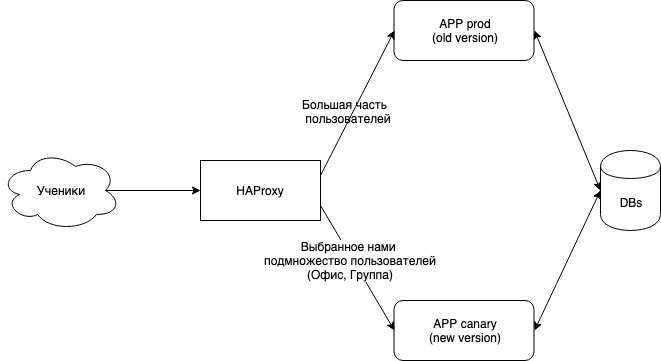 APP prod
(old version)
Большая часть
пользователей
Ученики
HAProxy
DBs
Выбранное нами
подмножество пользователей
(Офис, Группа)
APP canary
(new version)